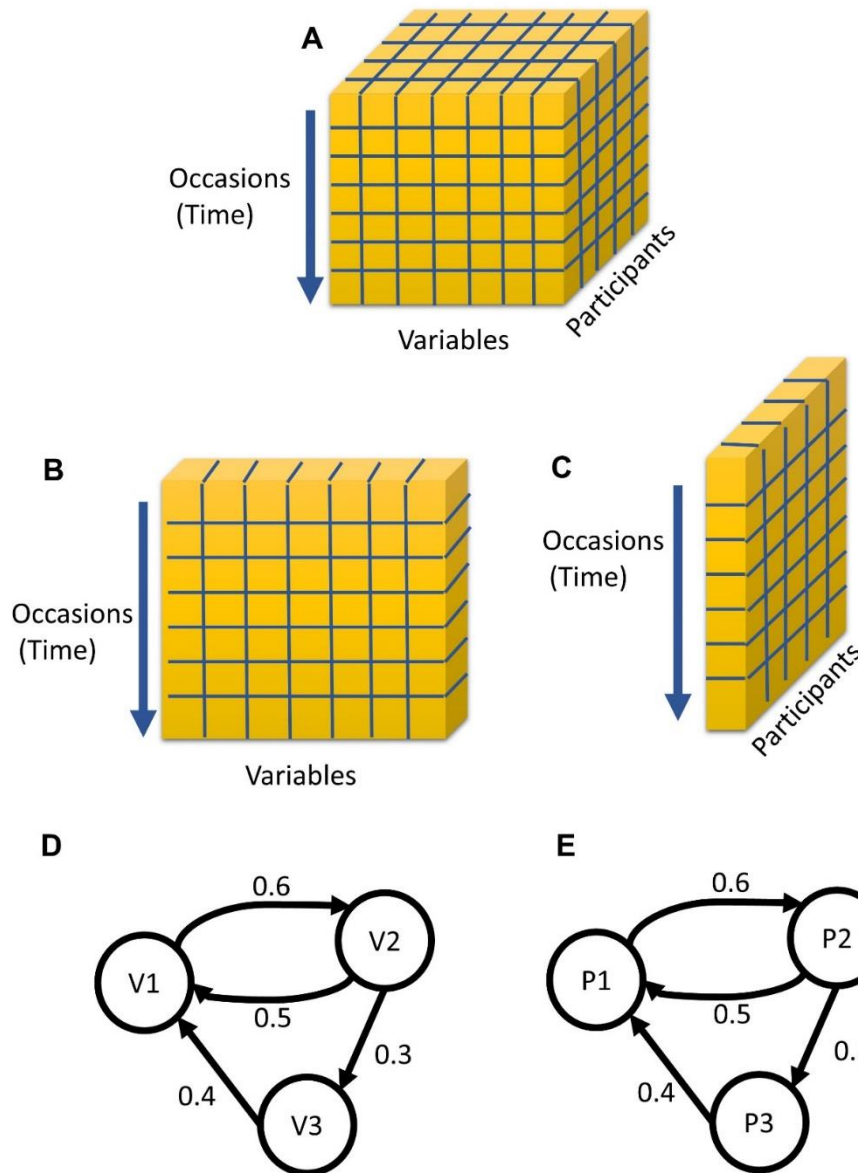 A
Occasions
(Time)
Participants
Variables
B
Occasions
(Time)
Variables
C
Occasions
(Time)
Participants
D
0.6
V1
V2
0.5
0.3
0.4
V3
E
0.6
P1
P2
0.5
0.4
P3